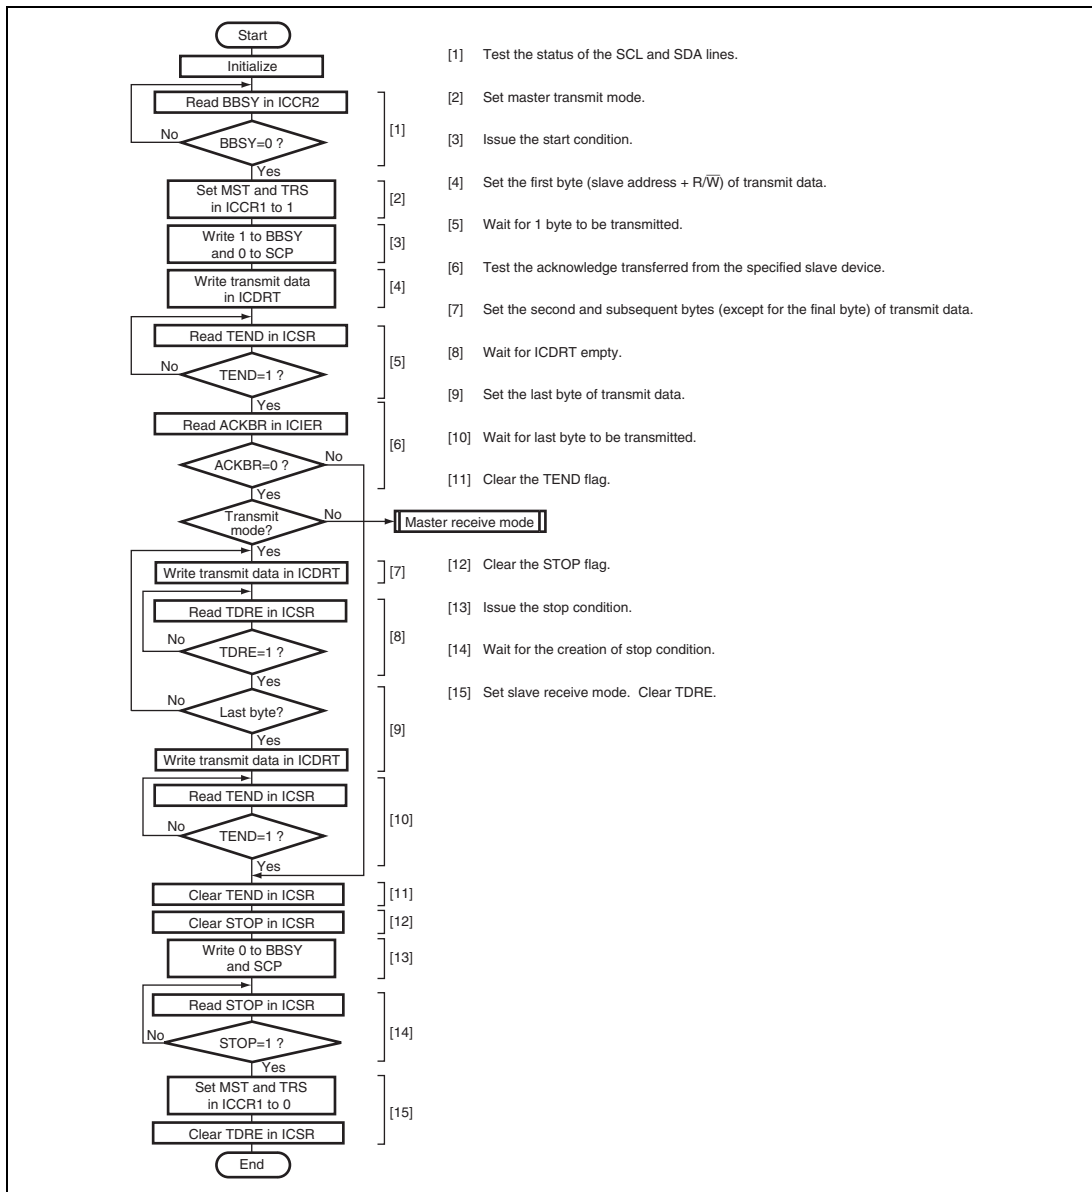 Start
Initialize
Read BBSY in ICCR2
No
BBSY=0 ?
[1]
Yes
Set MST and TRS
in ICCR1 to 1
[2]
Write 1 to BBSY
and 0 to SCP
[3]
Write transmit data
in ICDRT
[4]
Read TEND in ICSR
No
TEND=1 ?
[5]
Yes
Read ACKBR in ICIER
[6]
ACKBR=0 ?
No
Yes
Transmit
mode?
No
Master receive mode
Yes
Write transmit data in ICDRT
[7]
Read TDRE in ICSR
No
TDRE=1 ?
[8]
Yes
No
Last byte?
[9]
Yes
Write transmit data in ICDRT
Read TEND in ICSR
No
TEND=1 ?
[10]
Yes
Clear TEND in ICSR
[11]
Clear STOP in ICSR
[12]
Write 0 to BBSY
and SCP
[13]
Read STOP in ICSR
No
STOP=1 ?
[14]
Yes
Set MST and TRS
in ICCR1 to 0
[15]
Clear TDRE in ICSR
End
[1] Test the status of the SCL and SDA lines.
[2] Set master transmit mode.
[3] Issue the start condition.
[4] Set the first byte (slave address + R/W̅) of transmit data.
[5] Wait for 1 byte to be transmitted.
[6] Test the acknowledge transferred from the specified slave device.
[7] Set the second and subsequent bytes (except for the final byte) of transmit data.
[8] Wait for ICDRT empty.
[9] Set the last byte of transmit data.
[10] Wait for last byte to be transmitted.
[11] Clear the TEND flag.
[12] Clear the STOP flag.
[13] Issue the stop condition.
[14] Wait for the creation of stop condition.
[15] Set slave receive mode. Clear TDRE.